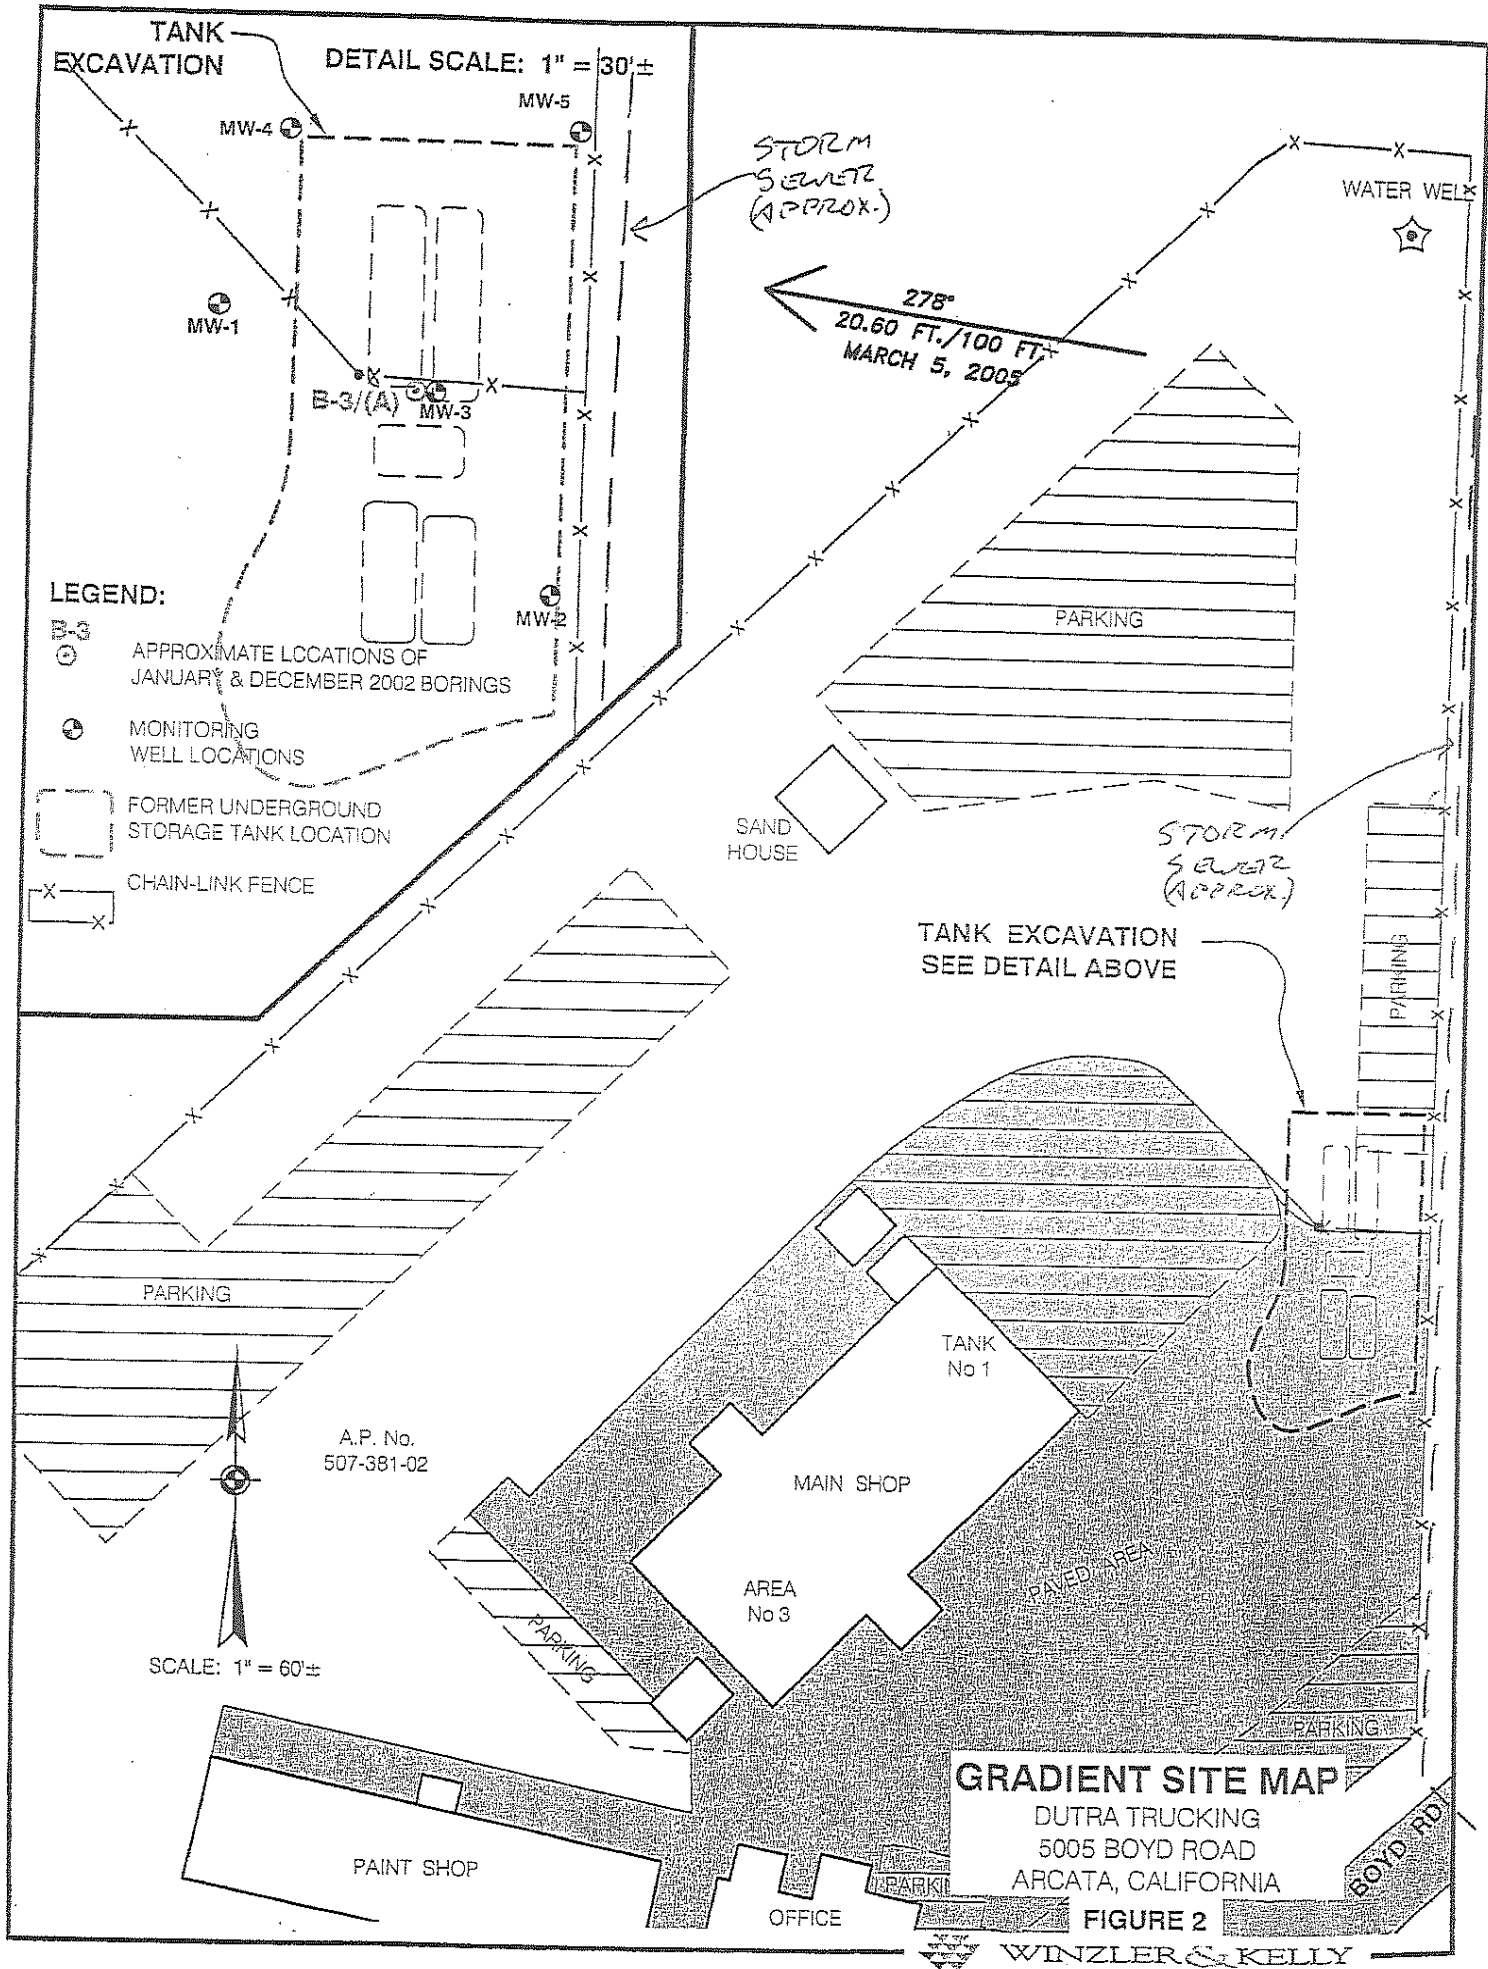 TANK
EXCAVATION
DETAIL SCALE: 1" = 30'±
MW-5
MW-4
STORM
SEWER
(APPROX.)
WATER WELL
MW-1
278°
20.60 FT./100 FT.
MARCH 5, 2005
B-3/(A)
MW-3
MW-2
LEGEND:
B-3
APPROXIMATE LOCATIONS OF
JANUARY & DECEMBER 2002 BORINGS
MONITORING
WELL LOCATIONS
FORMER UNDERGROUND
STORAGE TANK LOCATION
CHAIN-LINK FENCE
PARKING
SAND
HOUSE
STORM
SEWER
(APPROX.)
TANK EXCAVATION
SEE DETAIL ABOVE
PARKING
PARKING
TANK
No 1
A.P. No.
507-381-02
MAIN SHOP
AREA
No 3
PAVED AREA
PARKING
SCALE: 1" = 60'±
PARKING
GRADIENT SITE MAP
DUTRA TRUCKING
5005 BOYD ROAD
ARCATA, CALIFORNIA
BOYD RD
PAINT SHOP
PARKI
OFFICE
FIGURE 2
WINZLER & KELLY